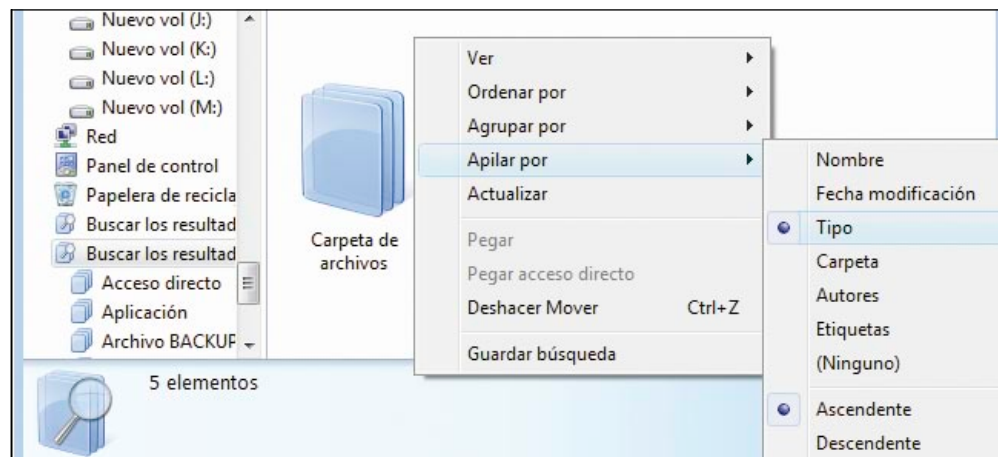 Nuevo vol (J:)
Nuevo vol (K:)
Nuevo vol (L:)
Nuevo vol (M:)
Red
Panel de control
Papelera de recicla
Buscar los resultad
Buscar los resultad
Acceso directo
Aplicación
Archivo BACKUP
Carpeta de
archivos
Ver
Ordenar por
Agrupar por
Apilar por
Actualizar
Pegar
Pegar acceso directo
Deshacer Mover Ctrl+Z
Guardar búsqueda
Nombre
Fecha modificación
Tipo
Carpeta
Autores
Etiquetas
(Ninguno)
Ascendente
Descendente
5 elementos